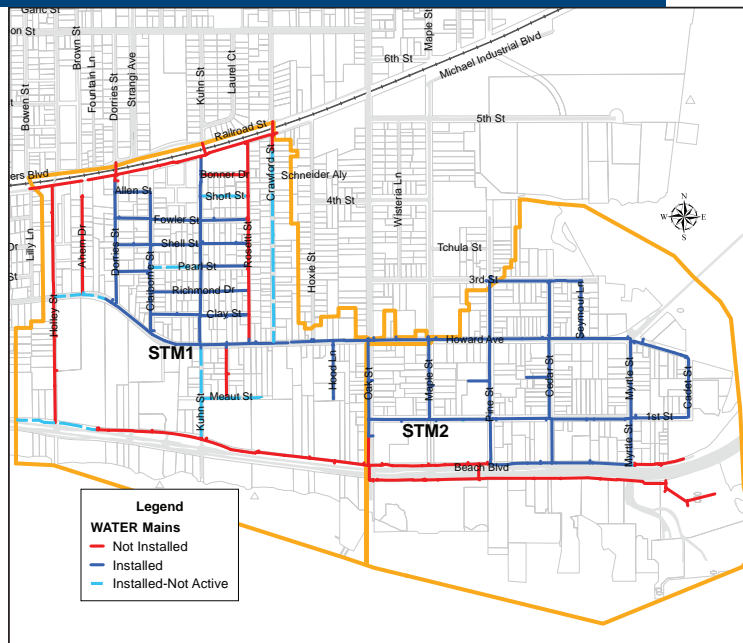 Garic St
on St
Bowen St
Brown St
Fountain Ln
Dorries St
Strangi Ave
Kuhn St
Laurel Ct
Maple St
6th St
Michael Industrial Blvd
Railroad St
5th St
ers Blvd
Bonner Dr
Crawford St
Schneider Aly
Allen St
Short St
4th St
Wisteria Ln
Lilly Ln
Aham Dr
Dorries St
Fowler St
Rosetti St
Hoxie St
Tchula St
N
W E
S
Dr
Shell St
Claiborne St
Pearl St
St
3rd St
Richmond Dr
Seymour Ln
Holley St
Clay St
Howard Ave
STM1
Hood Ln
Oak St
Maple St
Pine St
Cedar St
Myrtle St
Cadet St
Kuhn St
Meaut St
1st St
STM2
Myrtle St
Beach Blvd
Legend
WATER Mains
Not Installed
Installed
Installed-Not Active